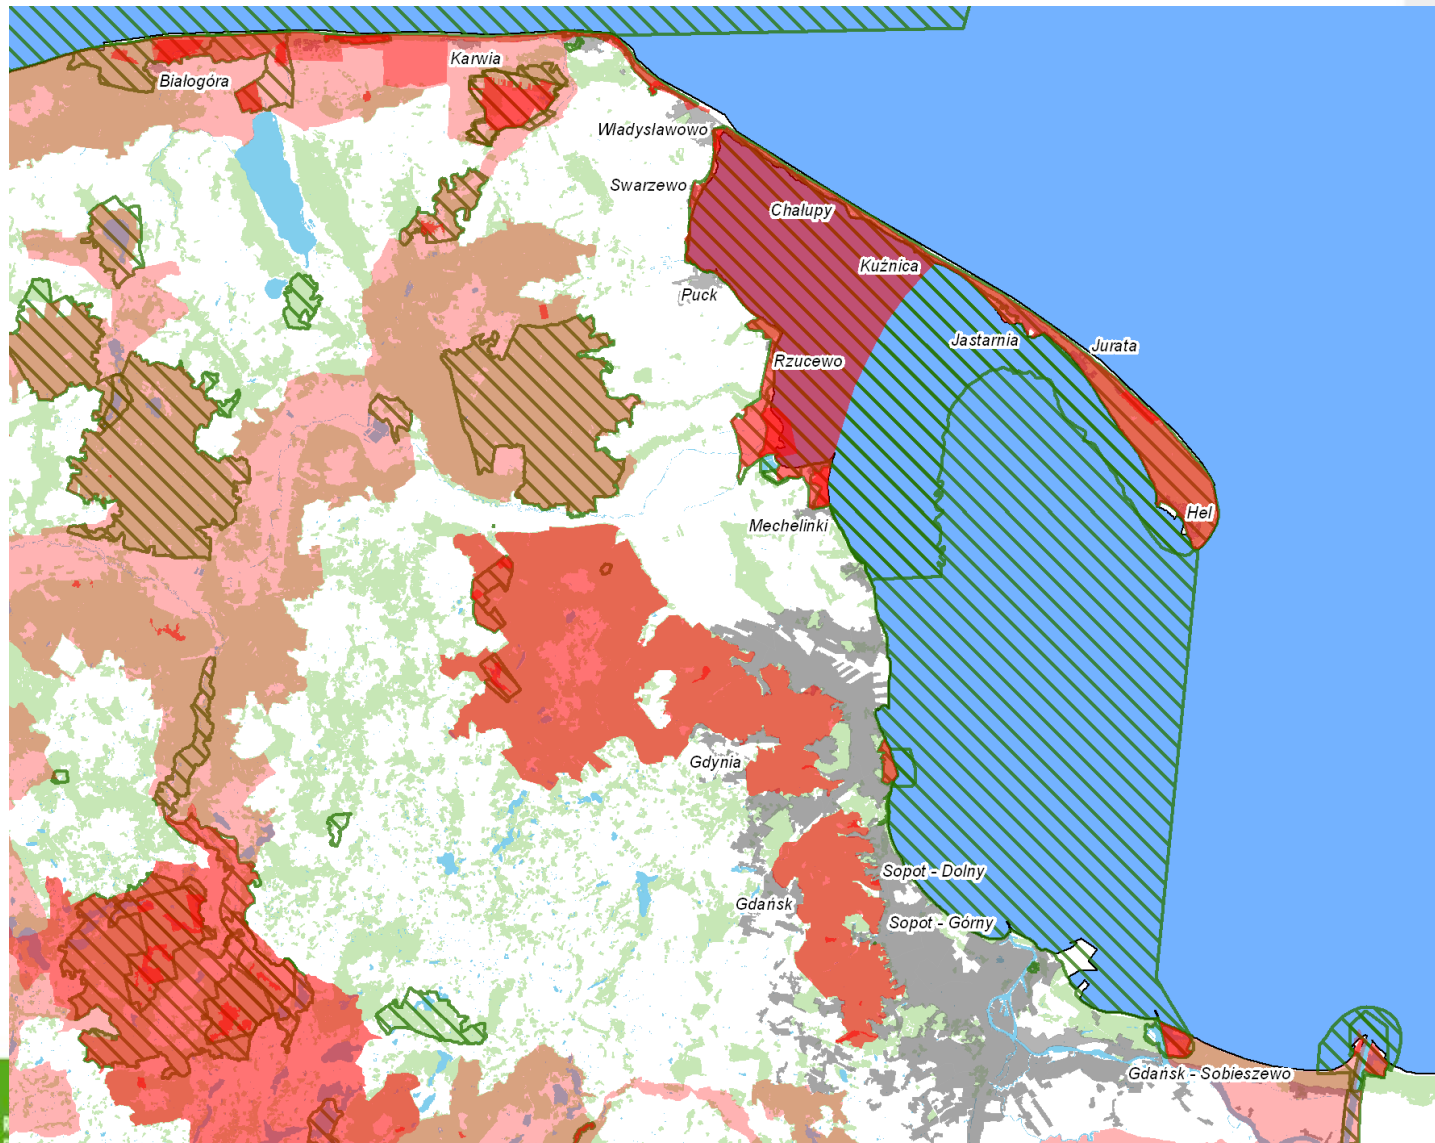 Karwia
Białogóra
Władysławowo
Swarzewo
Chałupy
Kuźnica
Puck
Jastarnia
Jurata
Rzucewo
Hel
Mechelinki
Gdynia
Sopot - Dolny
Gdańsk
Sopot - Górny
Gdańsk - Sobieszewo